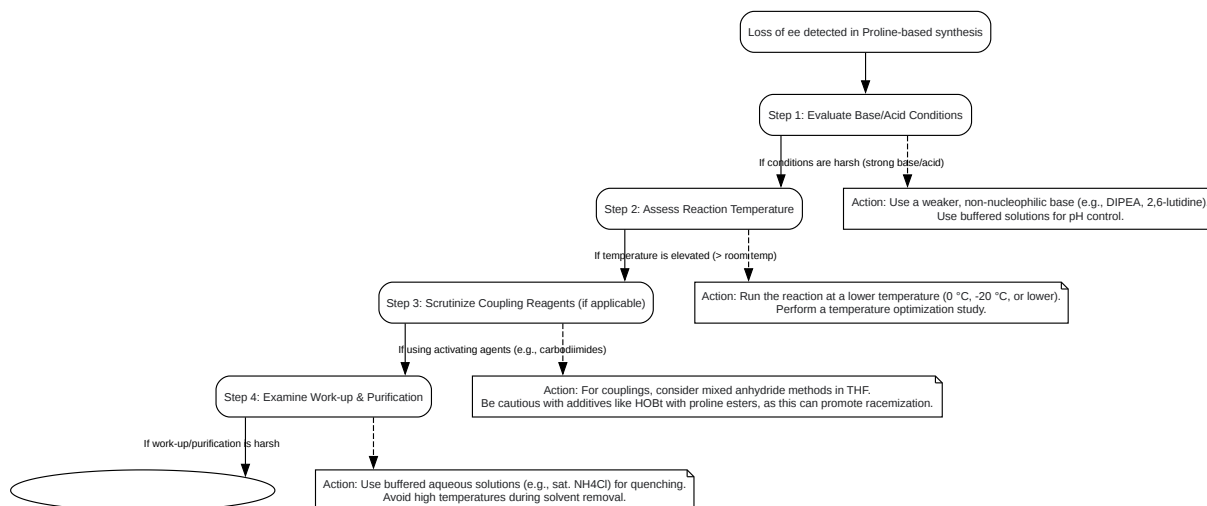 Loss of ee detected in Proline-based synthesis
Step 1: Evaluate Base/Acid Conditions
If conditions are harsh (strong base/acid)
Step 2: Assess Reaction Temperature
Action: Use a weaker, non-nucleophilic base (e.g., DIPEA, 2,6-lutidine)
Use buffered solutions for pH control.
If temperature is elevated (> room temp)
Step 3: Scrutinize Coupling Reagents (if applicable)
Action: Run the reaction at a lower temperature (0 °C, -20 °C, or lower).
Perform a temperature optimization study.
If using activating agents (e.g., carbodiimides)
Step 4: Examine Work-up & Purification
Action: For couplings, consider mixed anhydride methods in THF.
Be cautious with additives like HOBt with proline esters, as this can promote racemization.
If work-up/purification is harsh
Action: Use buffered aqueous solutions (e.g., sat. NH4Cl) for quenching.
Avoid high temperatures during solvent removal.